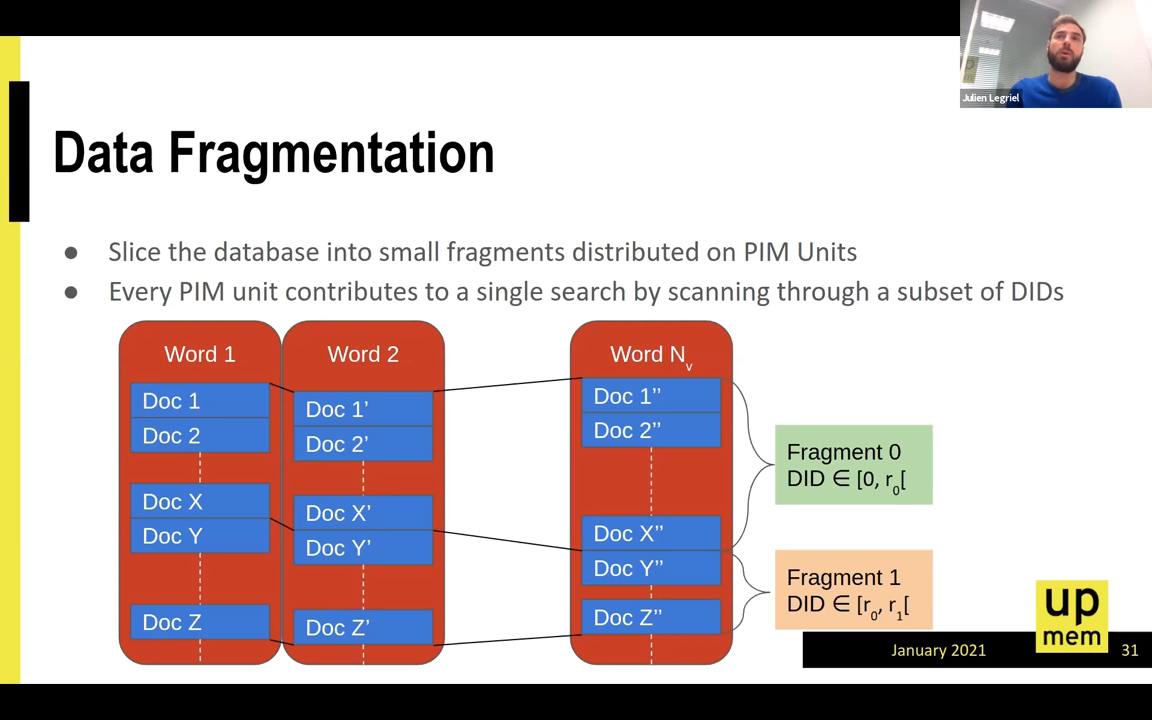 Julien Legriel
Data Fragmentation
● Slice the database into small fragments distributed on PIM Units
● Every PIM unit contributes to a single search by scanning through a subset of DIDs
Word 1
Doc 1
Doc 2
Doc X
Doc Y
Doc Z
Word 2
Doc 1’
Doc 2’
Doc X’
Doc Y’
Doc Z’
Word Nv
Doc 1’’
Doc 2’’
Doc X’’
Doc Y’’
Doc Z’’
Fragment 0
DID ∈ [0, r0[
Fragment 1
DID ∈ [r0, r1[
up
mem
January 2021
31